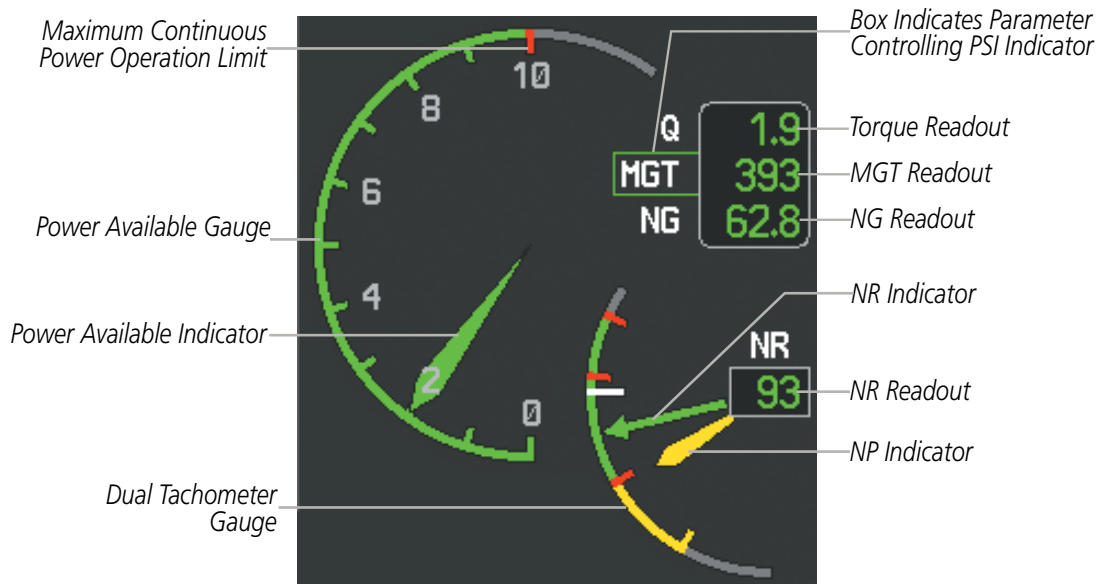 Maximum Continuous
Power Operation Limit
Box Indicates Parameter
Controlling PSI Indicator
10
8
6
4
2
0
Power Available Gauge
Power Available Indicator
Q
1.9
Torque Readout
MGT
393
MGT Readout
NG
62.8
NG Readout
NR Indicator
NR
93
NR Readout
NP Indicator
Dual Tachometer
Gauge